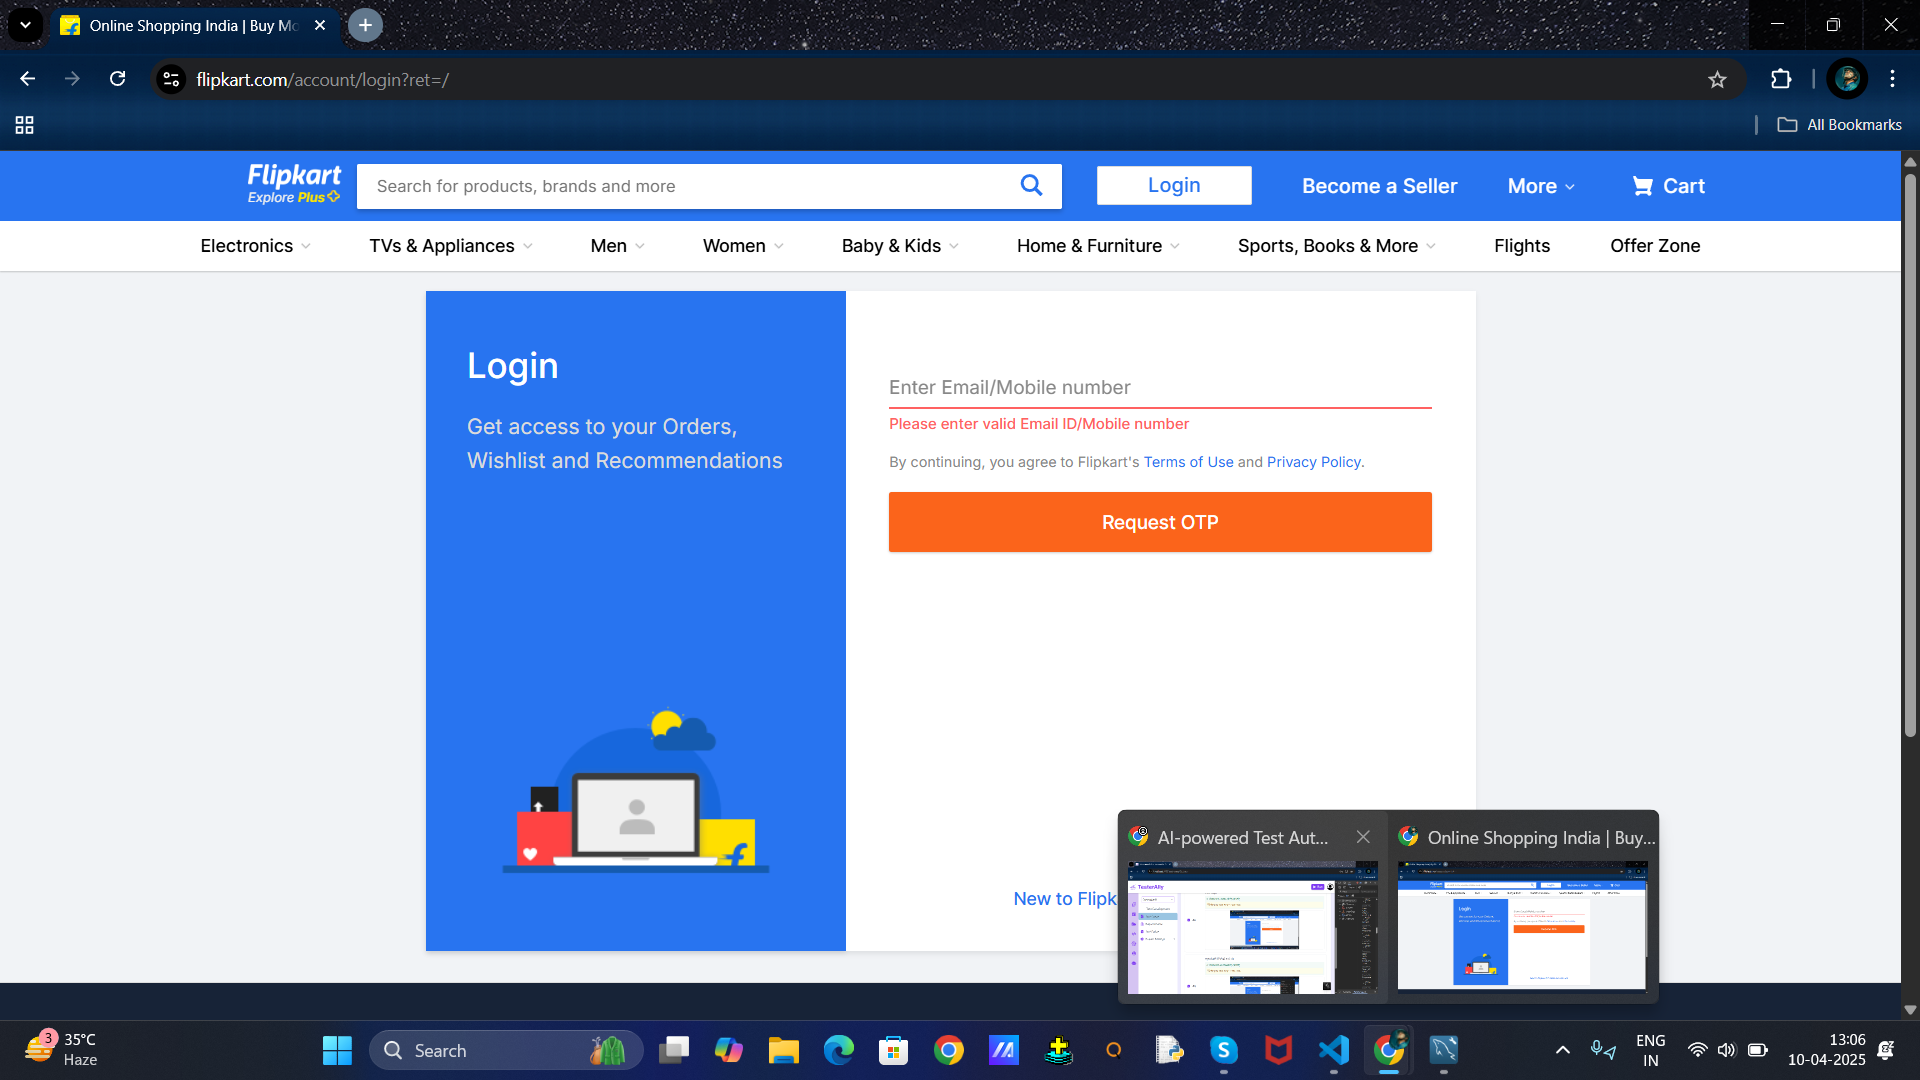 Online Shopping India | Buy Mo
flipkart.com/account/login?ret=/
All Bookmarks
Flipkart
Explore Plus
Search for products, brands and more
Login
Become a Seller
More
Cart
Electronics
TVs & Appliances
Men
Women
Baby & Kids
Home & Furniture
Sports, Books & More
Flights
Offer Zone
Login
Get access to your Orders,
Wishlist and Recommendations
Enter Email/Mobile number
Please enter valid Email ID/Mobile number
By continuing, you agree to Flipkart's Terms of Use and Privacy Policy.
Request OTP
New to Flipk
AI-powered Test Aut...
Online Shopping India | Buy...
TesterAlly
3
35°C
Haze
Search
ENG
IN
13:06
10-04-2025